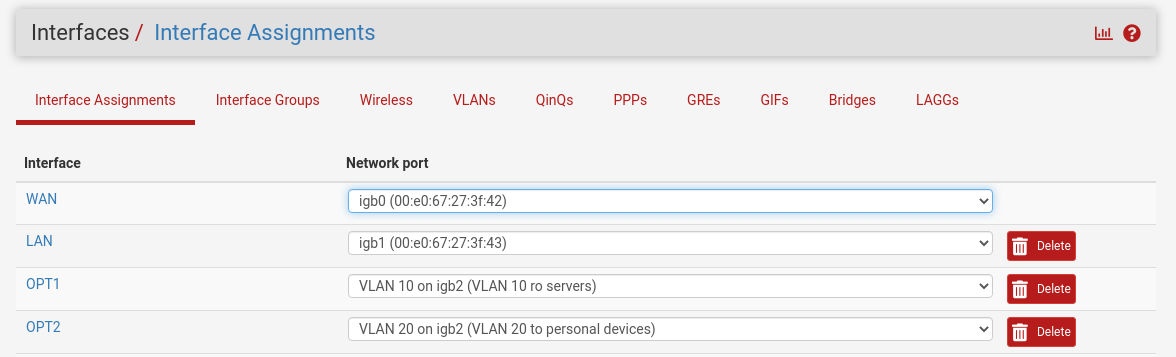 Interfaces / Interface Assignments
Interface Assignments Interface Groups Wireless VLANs QinQs PPPs GREs GIFs Bridges LAGGs
Interface Network port
WAN igb0 (00:e0:67:27:3f:42)
LAN igb1 (00:e0:67:27:3f:43) Delete
OPT1 VLAN 10 on igb2 (VLAN 10 ro servers) Delete
OPT2 VLAN 20 on igb2 (VLAN 20 to personal devices) Delete